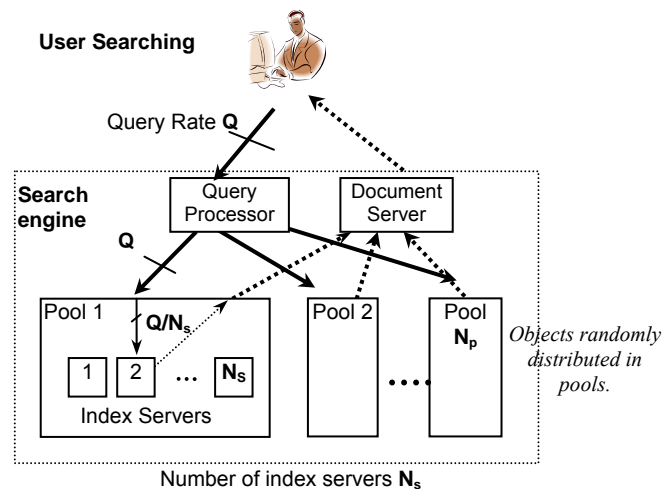 User Searching
Query Rate Q
Search
engine
Query
Processor
Document
Server
Q
Pool 1
Q/Ns
1
2
...
NS
Index Servers
Pool 2
....
Pool
Np
Objects randomly
distributed in
pools.
Number of index servers Ns